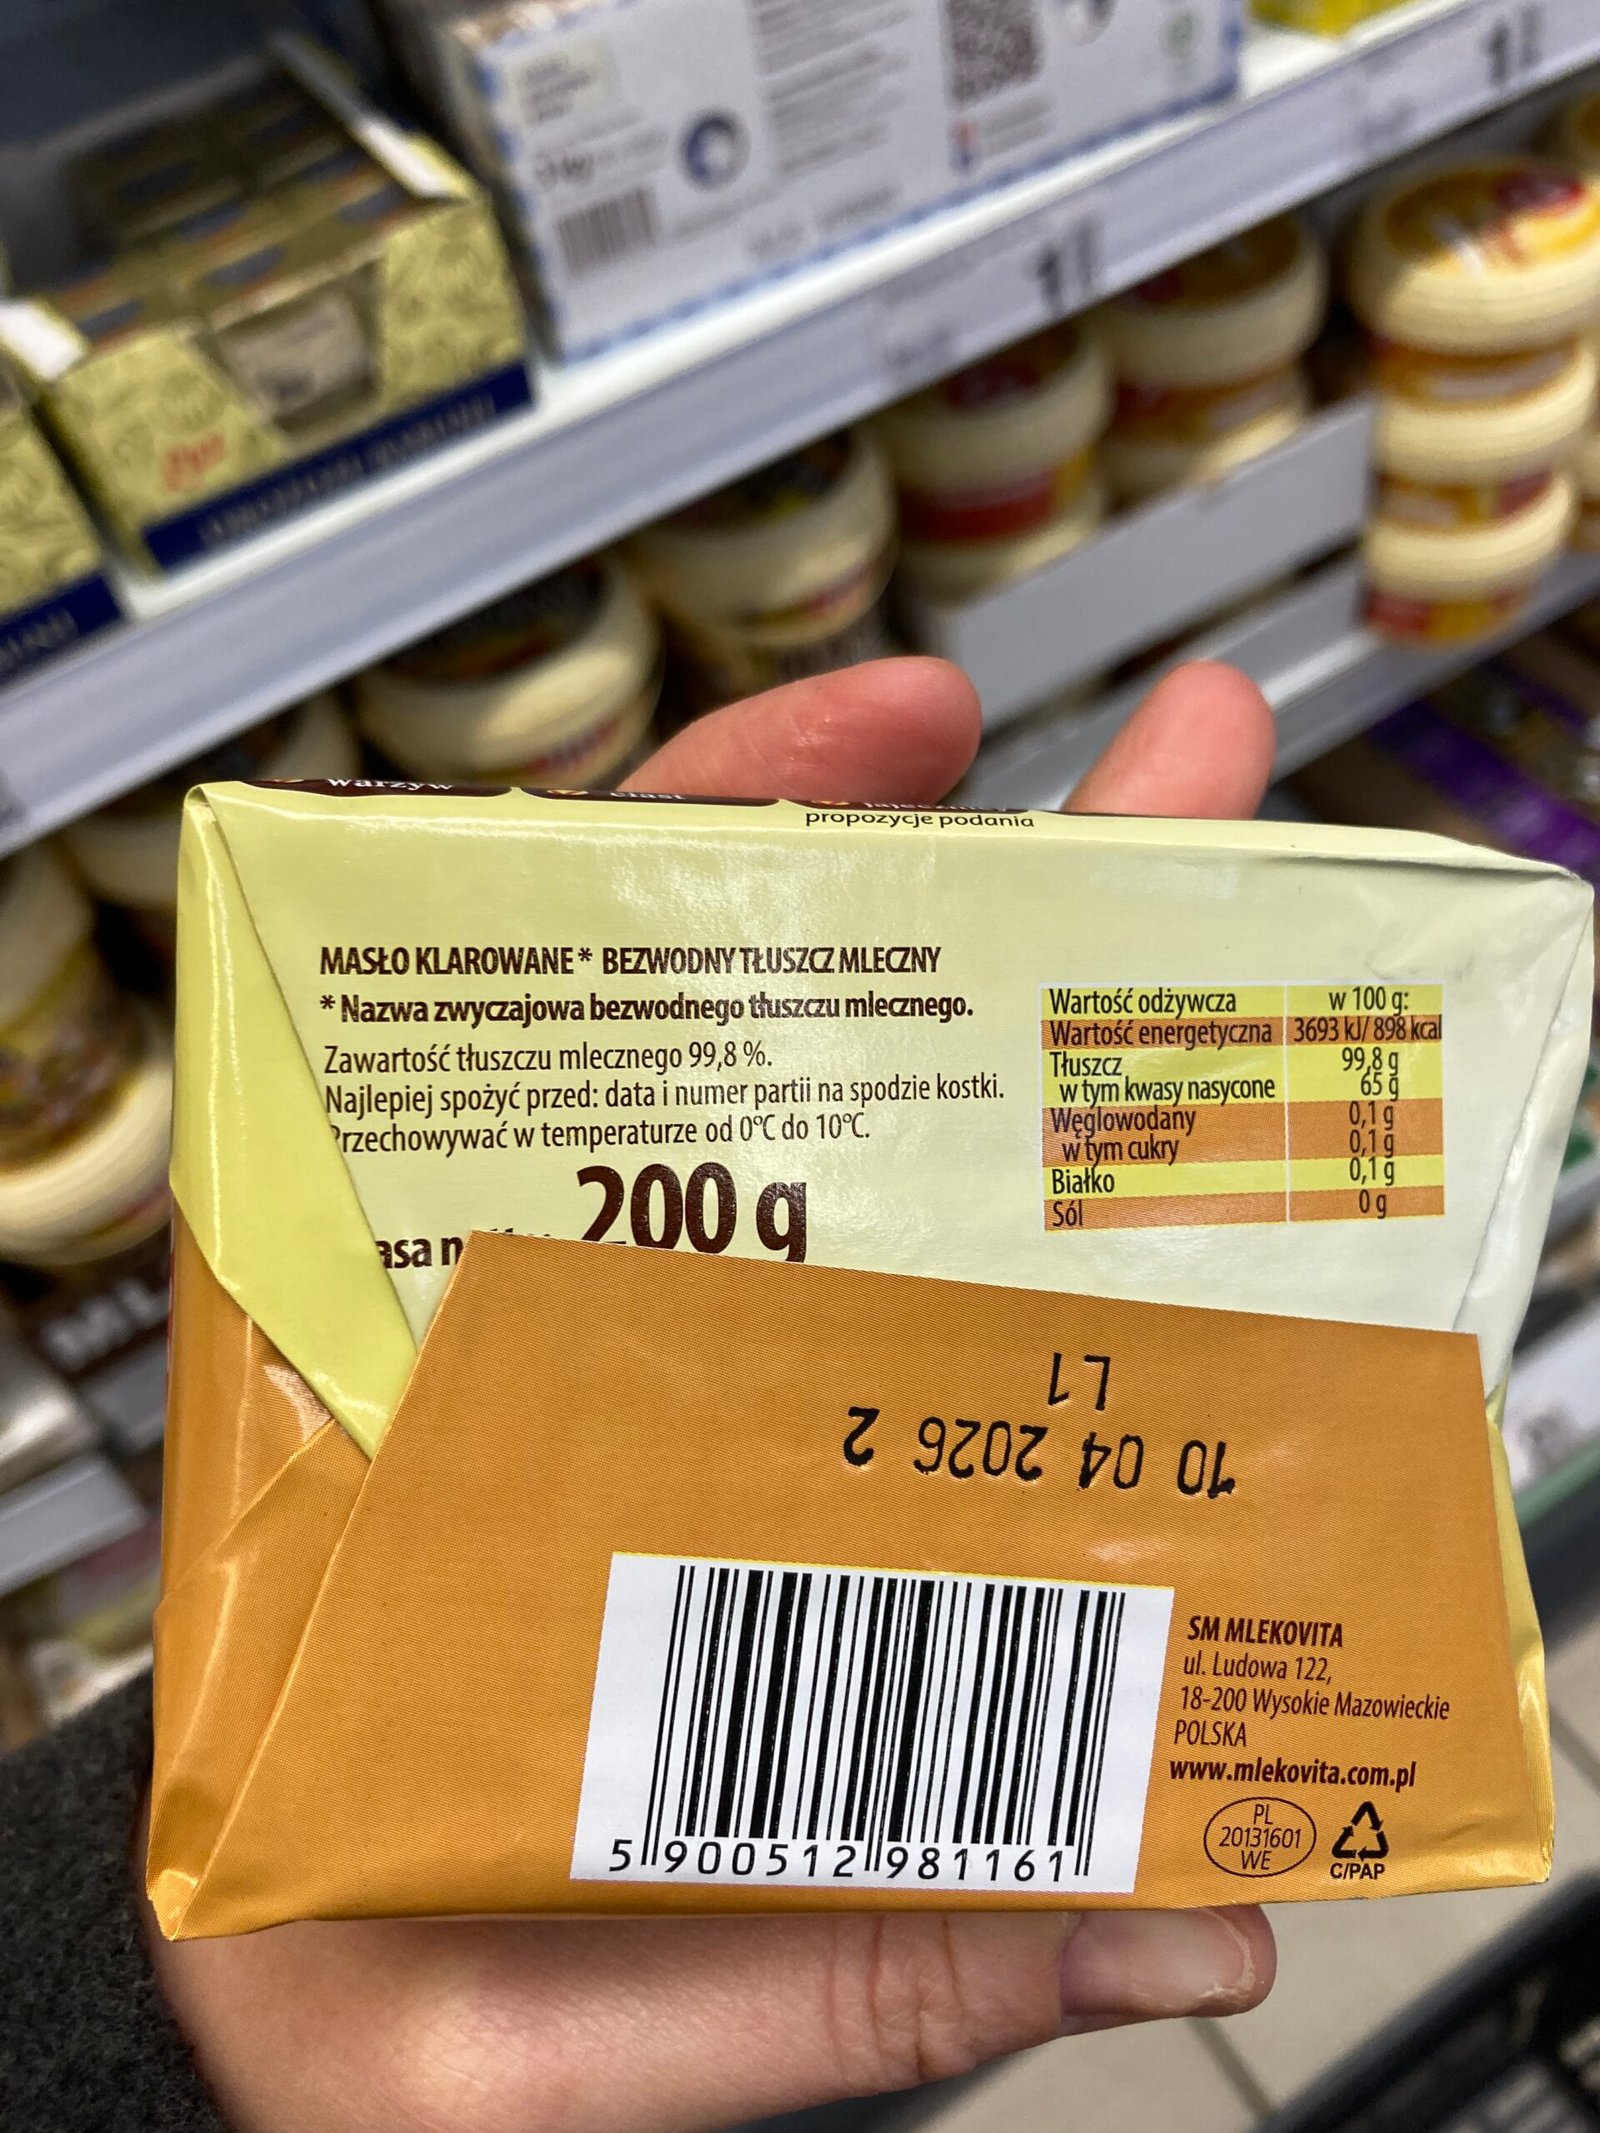 warzyw
propozycje podania
MASŁO KLAROWANE* BEZWODNY TŁUSZCZ MLECZNY
* Nazwa zwyczajowa bezwodnego tłuszczu mlecznego.
Zawartość tłuszczu mlecznego 99,8 %.
Najlepiej spożyć przed: data i numer partii na spodzie kostki.
Przechowywać w temperaturze od 0°C do 10°C.
200 g
Wartość odżywcza w 100 g:
Wartość energetyczna 3693 kJ/ 898 kcal
Tłuszcz 99,8 g
w tym kwasy nasycone 65 g
Węglowodany 0,1 g
w tym cukry 0,1 g
Białko 0,1 g
Sól 0 g
10 04 2026 2
L1
5 900512 981161
SM MLEKOVITA
ul. Ludowa 122,
18-200 Wysokie Mazowieckie
POLSKA
www.mlekovita.com.pl
PL
20131601
WE
C/PAP